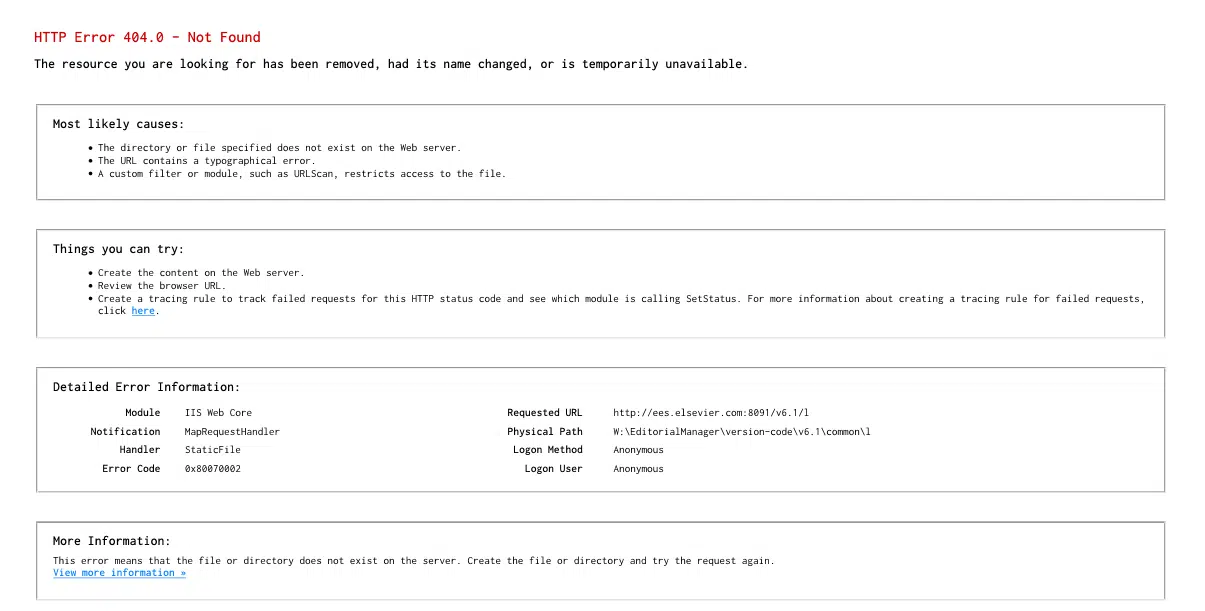 HTTP Error 404.0 - Not Found
The resource you are looking for has been removed, had its name changed, or is temporarily unavailable.
Most likely causes:
• The directory or file specified does not exist on the Web server.
• The URL contains a typographical error.
• A custom filter or module, such as URLScan, restricts access to the file.
Things you can try:
• Create the content on the Web server.
• Review the browser URL.
• Create a tracing rule to track failed requests for this HTTP status code and see which module is calling SetStatus. For more information about creating a tracing rule for failed requests,
click here.
Detailed Error Information:
Module IIS Web Core Requested URL http://ees.elsevier.com:8091/v6.1/l
Notification MapRequestHandler Physical Path W:\EditorialManager\version-code\v6.1\common\l
Handler StaticFile Logon Method Anonymous
Error Code 0x80070002 Logon User Anonymous
More Information:
This error means that the file or directory does not exist on the server. Create the file or directory and try the request again.
View more information »